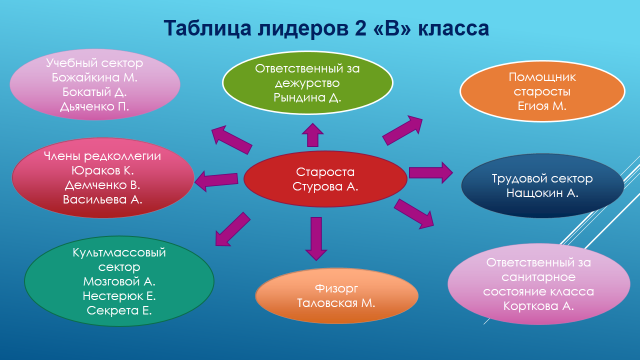 Таблица лидеров 2 «В» класса
Учебный сектор
Божайкина М.
Бокатый Д.
Дьяченко П.
Ответственный за
дежурство
Рындина Д.
Помощник
старосты
Егиоя М.
Члены редколлегии
Юраков К.
Демченко В.
Васильева А.
Староста
Стурова А.
Трудовой сектор
Нащокин А.
Культмассовый
сектор
Мозговой А.
Нестерюк Е.
Секрета Е.
Физорг
Таловская М.
Ответственный за
санитарное
состояние класса
Корткова А.